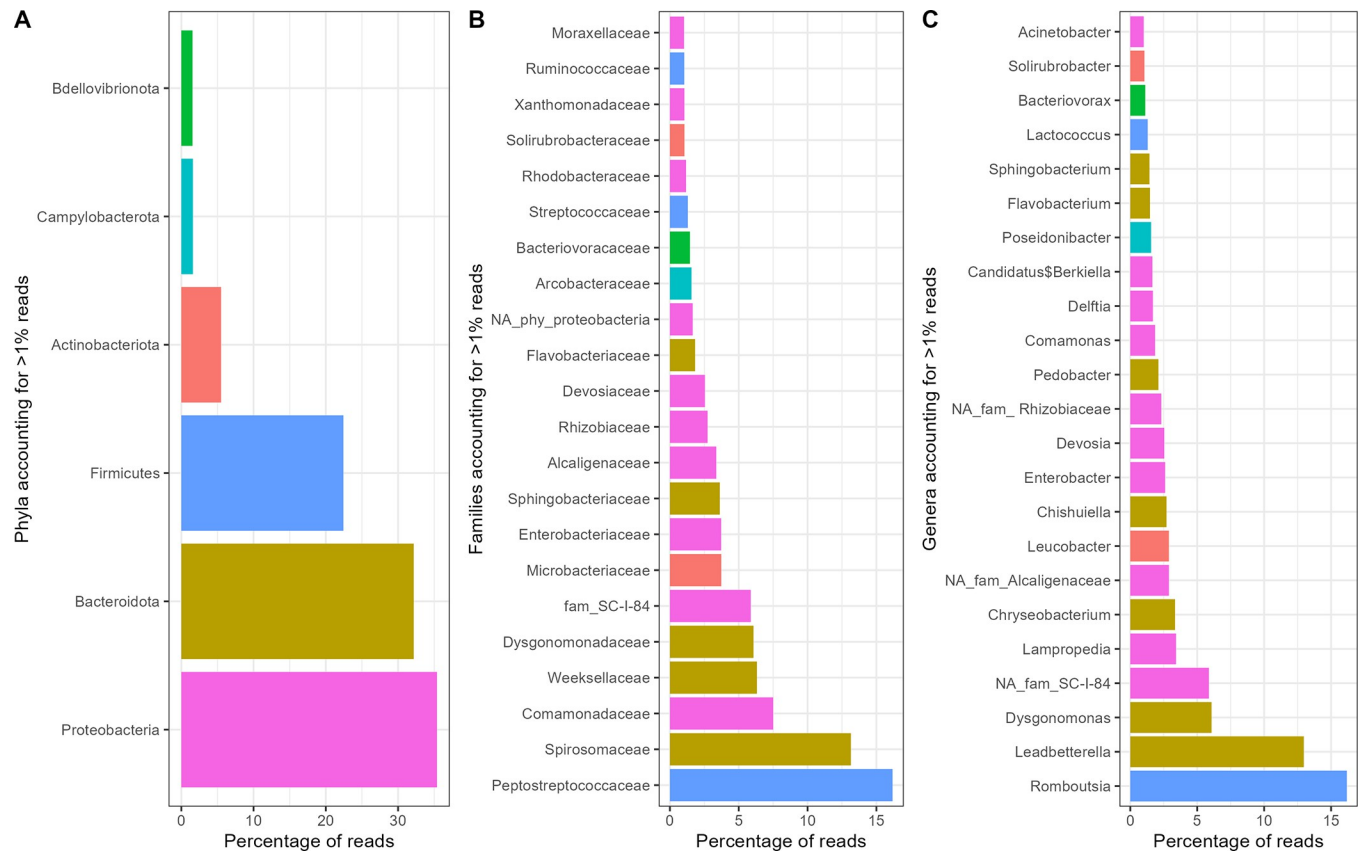 A
Phyla accounting for >1% reads
Bdellovibrionota
Campylobacterota
Actinobacteriota
Firmicutes
Bacteroidota
Proteobacteria
0 10 20 30
Percentage of reads
B
Families accounting for >1% reads
Moraxellaceae
Ruminococcaceae
Xanthomonadaceae
Solirubrobacteraceae
Rhodobacteraceae
Streptococcaceae
Bacteriovoracaceae
Arcobacteraceae
NA_phy_proteobacteria
Flavobacteriaceae
Devosiaceae
Rhizobiaceae
Alcaligenaceae
Sphingobacteriaceae
Enterobacteriaceae
Microbacteriaceae
fam_SC-I-84
Dysgonomonadaceae
Weeksellaceae
Comamonadaceae
Spirosomaceae
Peptostreptococcaceae
0 5 10 15
Percentage of reads
C
Genera accounting for >1% reads
Acinetobacter
Solirubrobacter
Bacteriovorax
Lactococcus
Sphingobacterium
Flavobacterium
Poseidonibacter
Candidatus$Berkiella
Delftia
Comamonas
Pedobacter
NA_fam_ Rhizobiaceae
Devosia
Enterobacter
Chishuiella
Leucobacter
NA_fam_Alcaligenaceae
Chryseobacterium
Lampropedia
NA_fam_SC-I-84
Dysgonomonas
Leadbetterella
Romboutsia
0 5 10 15
Percentage of reads